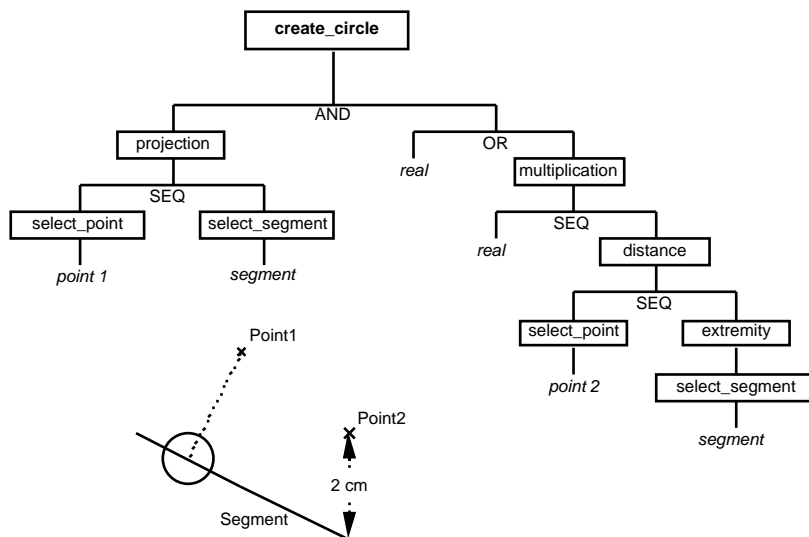 create_circle
AND
projection
real
OR
multiplication
SEQ
select_point
select_segment
real
SEQ
distance
point 1
segment
SEQ
select_point
extremity
Point1
point 2
select_segment
Point2
segment
2 cm
Segment